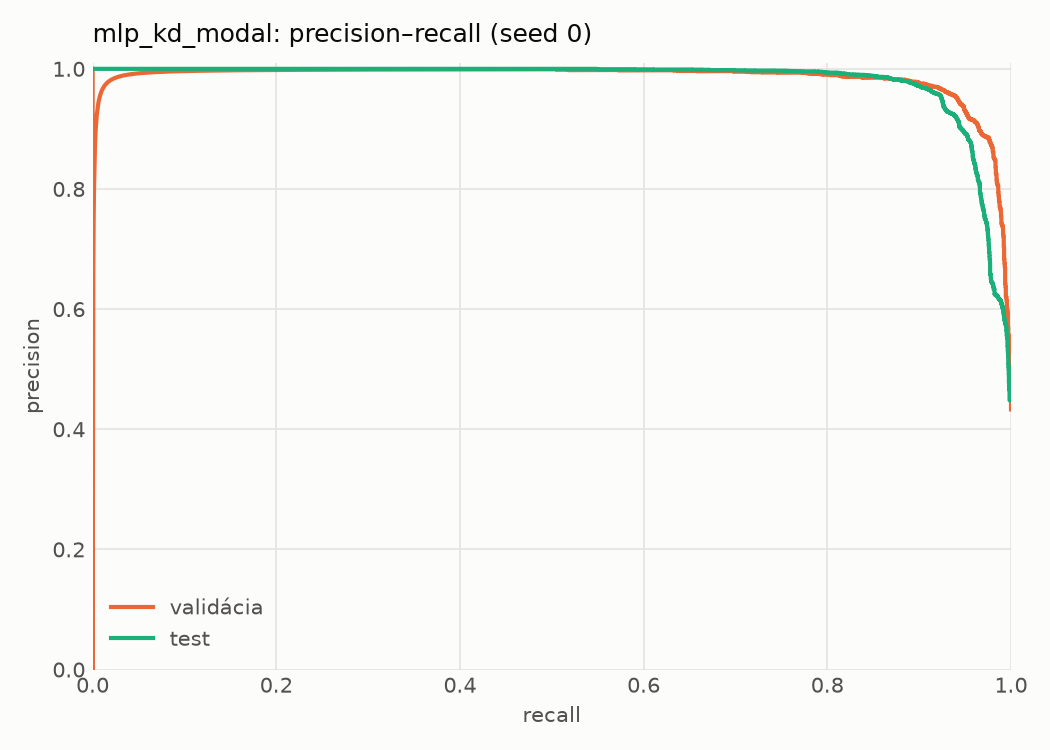 mlp_kd_modal: precision–recall (seed 0)
1.0
0.8
0.6
0.4
0.2
0.0
precision
validácia
test
0.0 0.2 0.4 0.6 0.8 1.0
recall